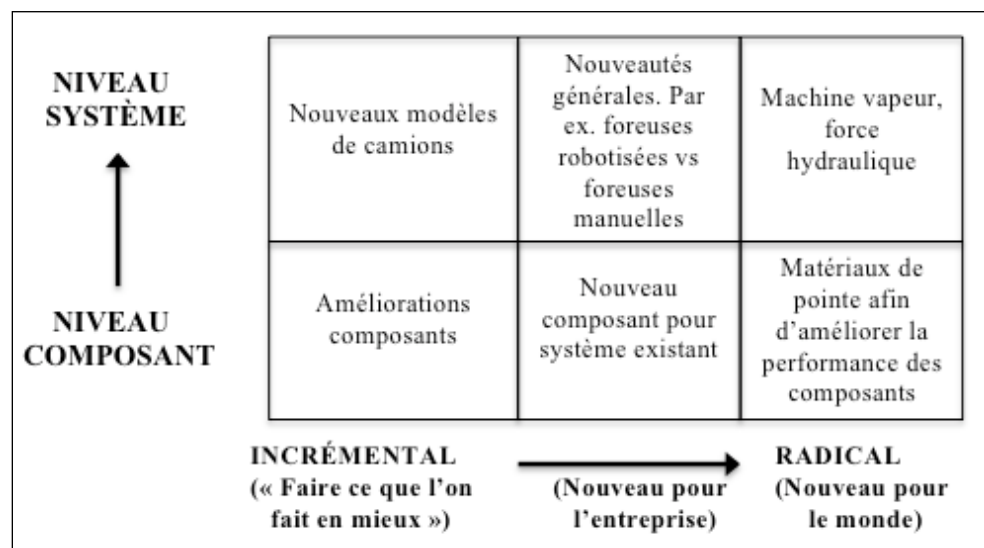 NIVEAU
SYSTÈME
Nouveaux modèles
de camions
Nouveautés
générales. Par
ex. foreuses
robotisées vs
foreuses
manuelles
Machine vapeur,
force
hydraulique
NIVEAU
COMPOSANT
Améliorations
composants
Nouveau
composant pour
système existant
Matériaux de
pointe afin
d’améliorer la
performance des
composants
INCRÉMENTAL
(« Faire ce que l’on
fait en mieux »)
(Nouveau pour
l’entreprise)
RADICAL
(Nouveau pour
le monde)